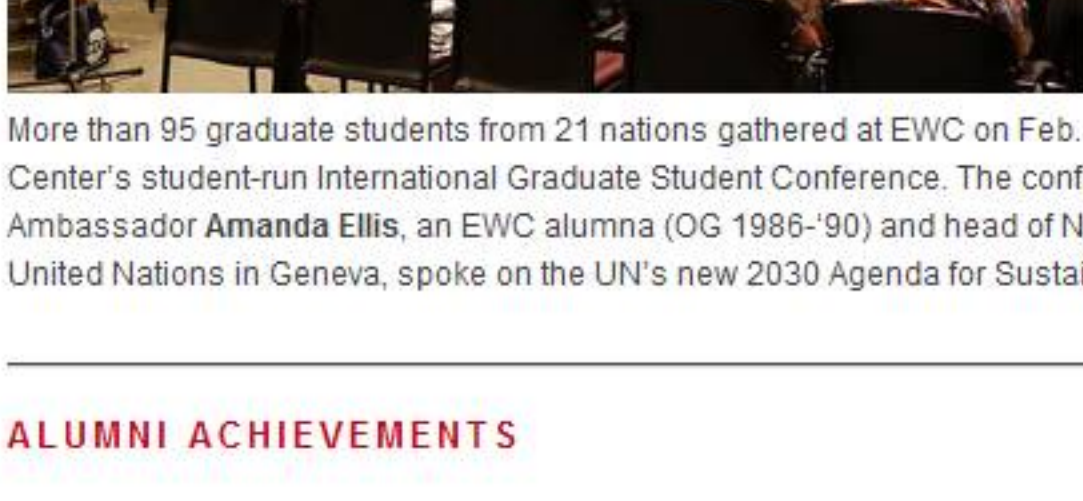 More than 95 graduate students from 21 nations gathered at EWC on Feb.
Center's student-run International Graduate Student Conference. The conf
Ambassador Amanda Ellis, an EWC alumna (OG 1986-'90) and head of N
United Nations in Geneva, spoke on the UN's new 2030 Agenda for Sustai
ALUMNI ACHIEVEMENTS